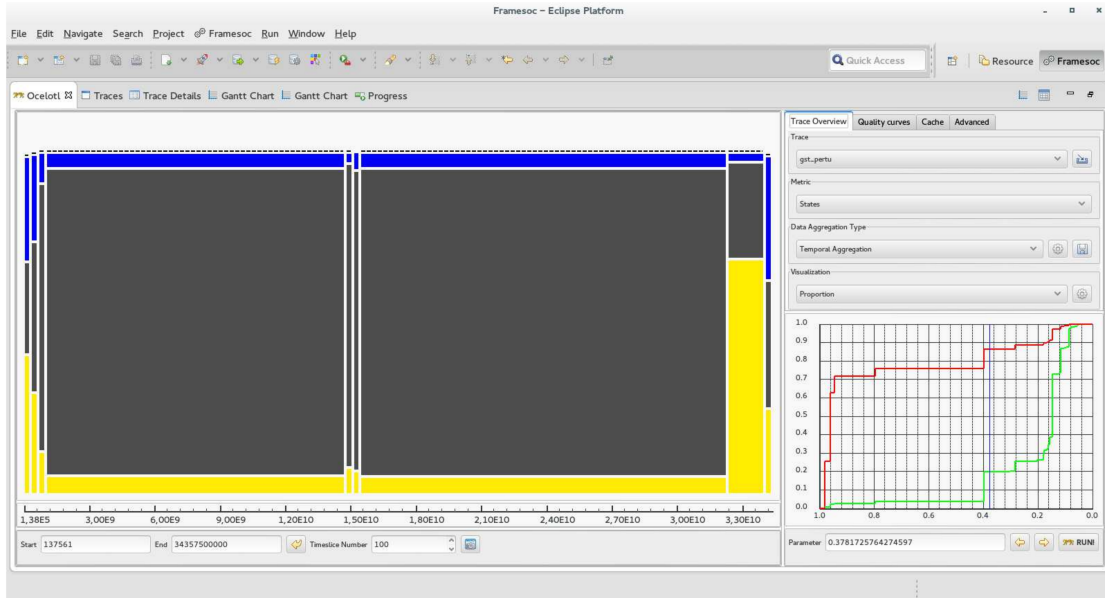 Framesoc – Eclipse Platform
File Edit Navigate Search Project Framesoc Run Window Help
Quick Access
Resource Framesoc
Ocelotl Traces Trace Details Gantt Chart Gantt Chart Progress
Trace Overview Quality curves Cache Advanced
Trace
gst_pertu
Metric
States
Data Aggregation Type
Temporal Aggregation
Visualization
Proportion
1.0
0.9
0.8
0.7
0.6
0.5
0.4
0.3
0.2
0.1
0.0
1.0 0.8 0.6 0.4 0.2 0.0
1,38E5 3,00E9 6,00E9 9,00E9 1,20E10 1,50E10 1,80E10 2,10E10 2,40E10 2,70E10 3,00E10 3,30E10
Start 137561 End 34357500000 Timeslice Number 100
Parameter 0.3781725764274597 RUN!